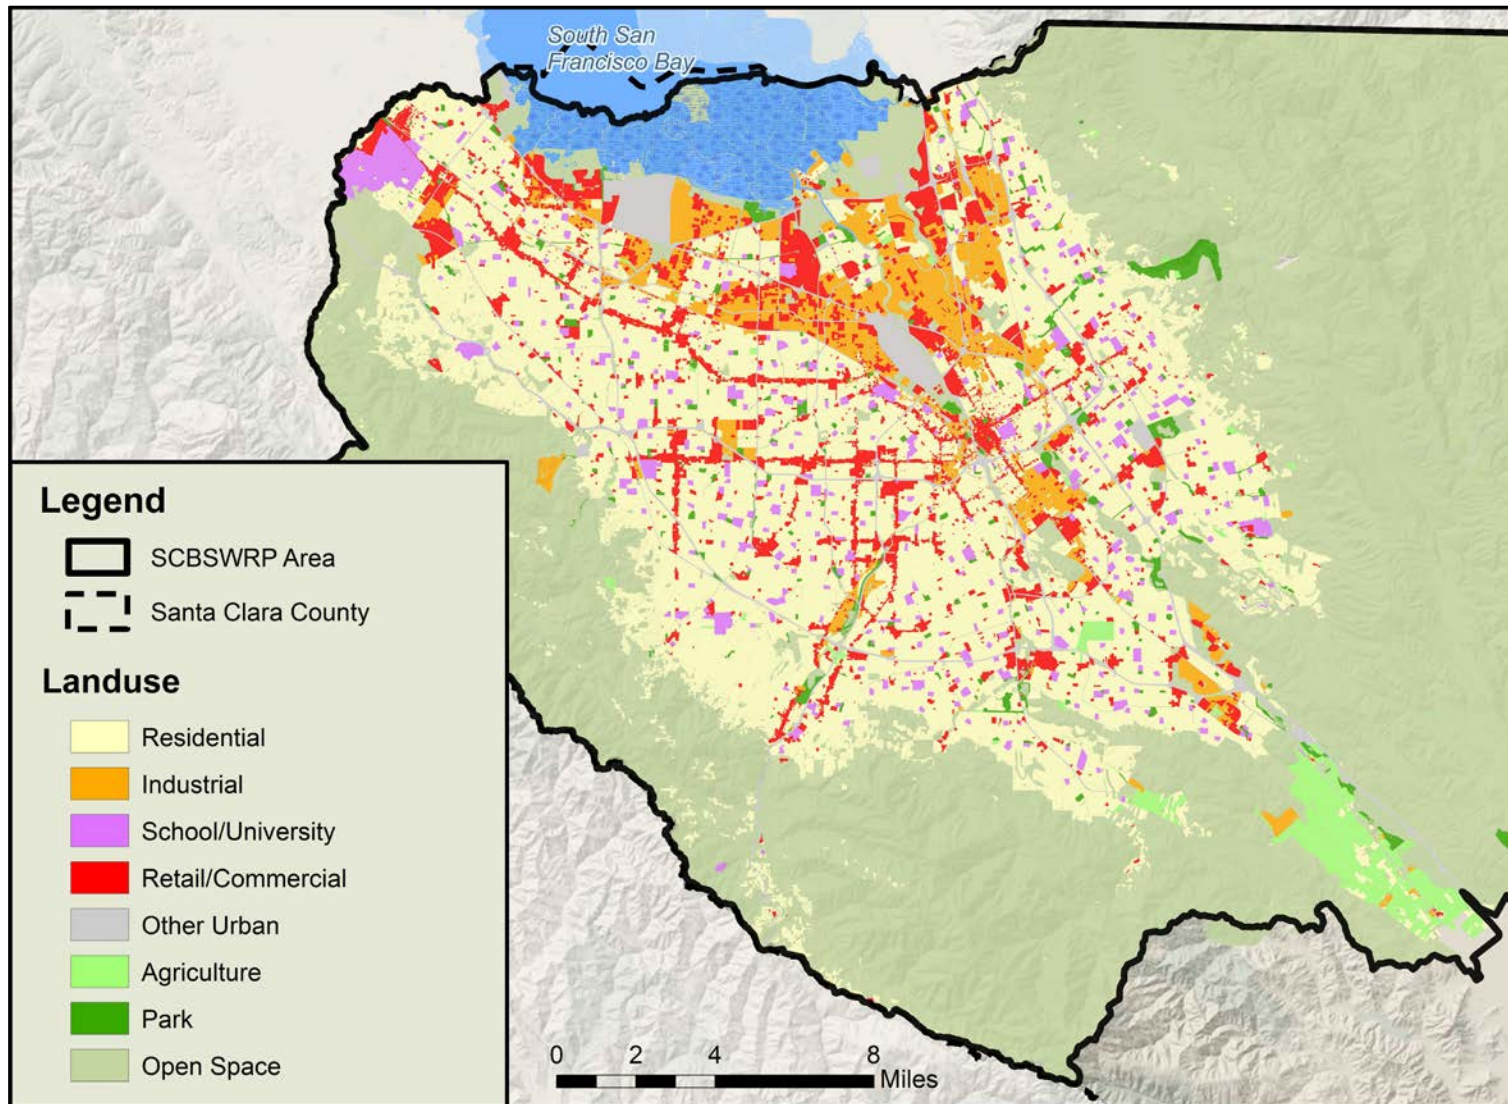 South San
Francisco Bay
Legend
SCBSWRP Area
Santa Clara County
Landuse
Residential
Industrial
School/University
Retail/Commercial
Other Urban
Agriculture
Park
Open Space
0 2 4 8
Miles